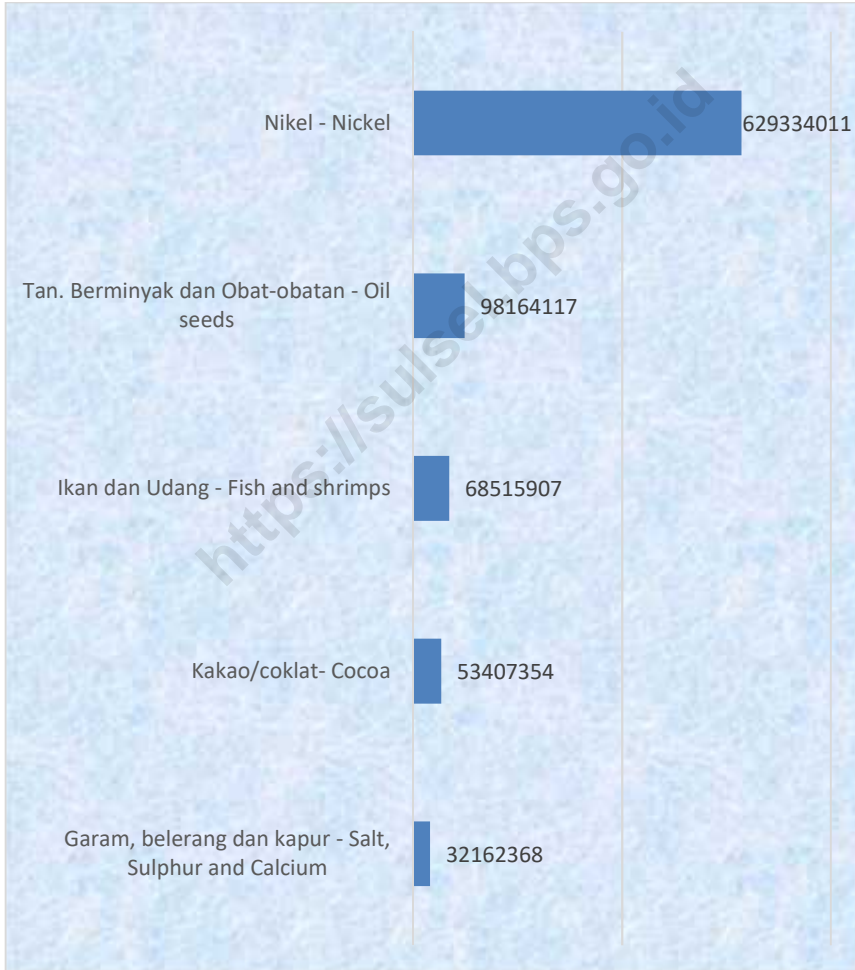 Nikel - Nickel
629334011
Tan. Berminyak dan Obat-obatan - Oil
seeds
98164117
Ikan dan Udang - Fish and shrimps
68515907
Kakao/coklat- Cocoa
53407354
Garam, belerang dan kapur - Salt,
Sulphur and Calcium
32162368
https://sulsel.bps.go.id